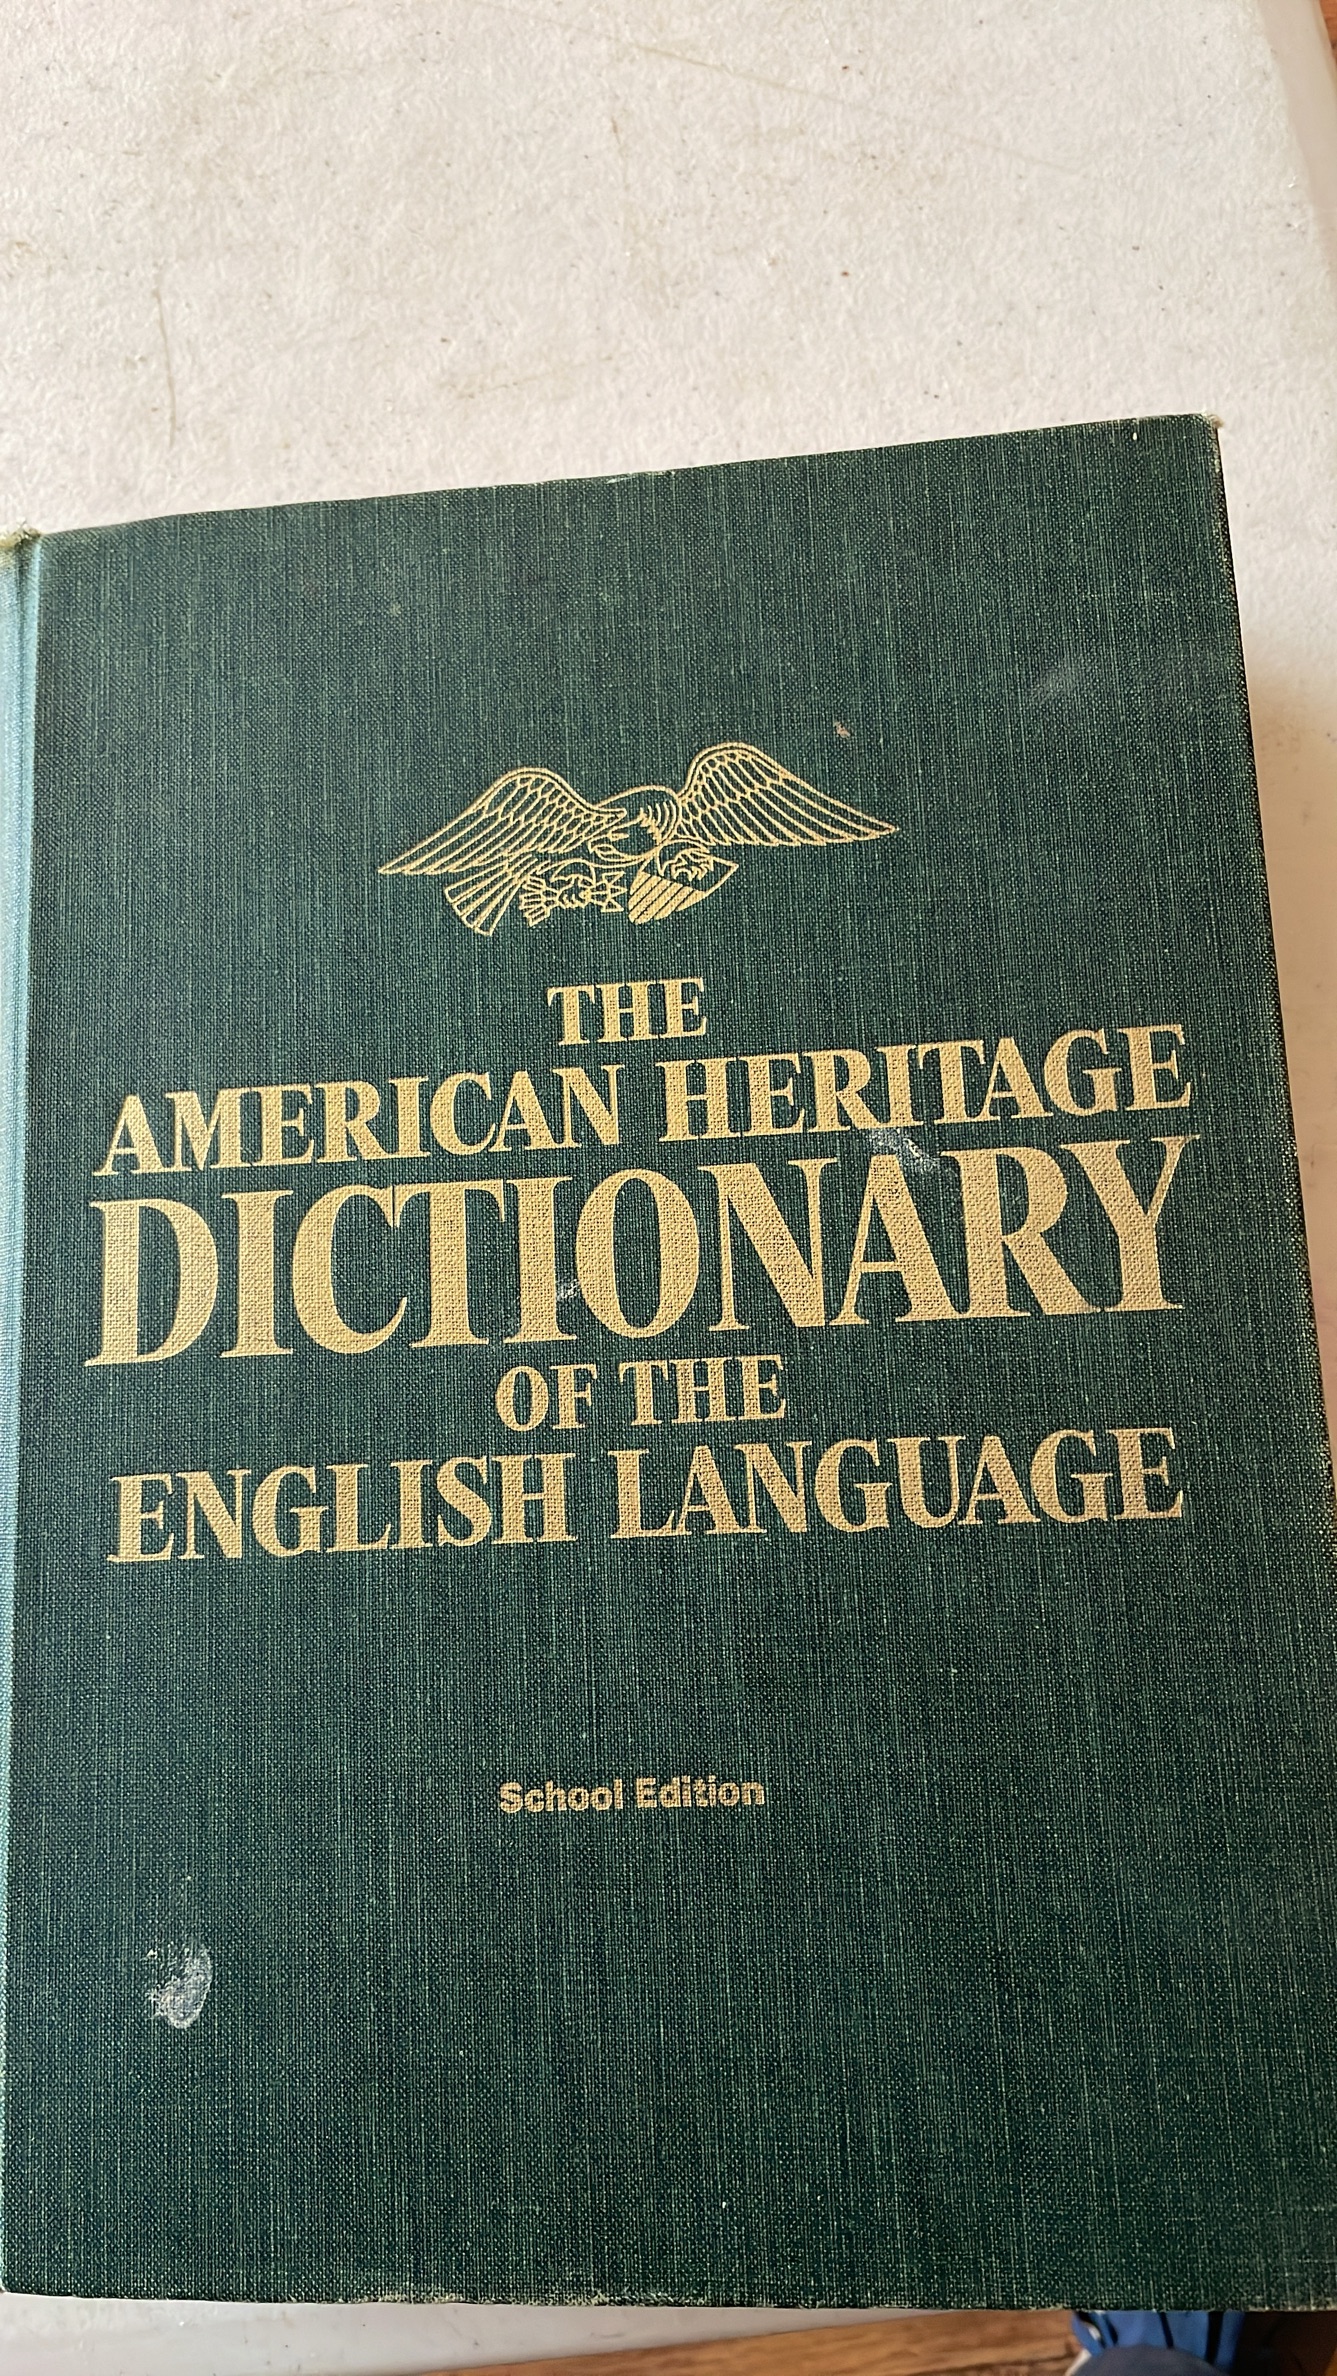 THE
AMERICAN HERITAGE
DICTIONARY
OF THE
ENGLISH LANGUAGE
School Edition